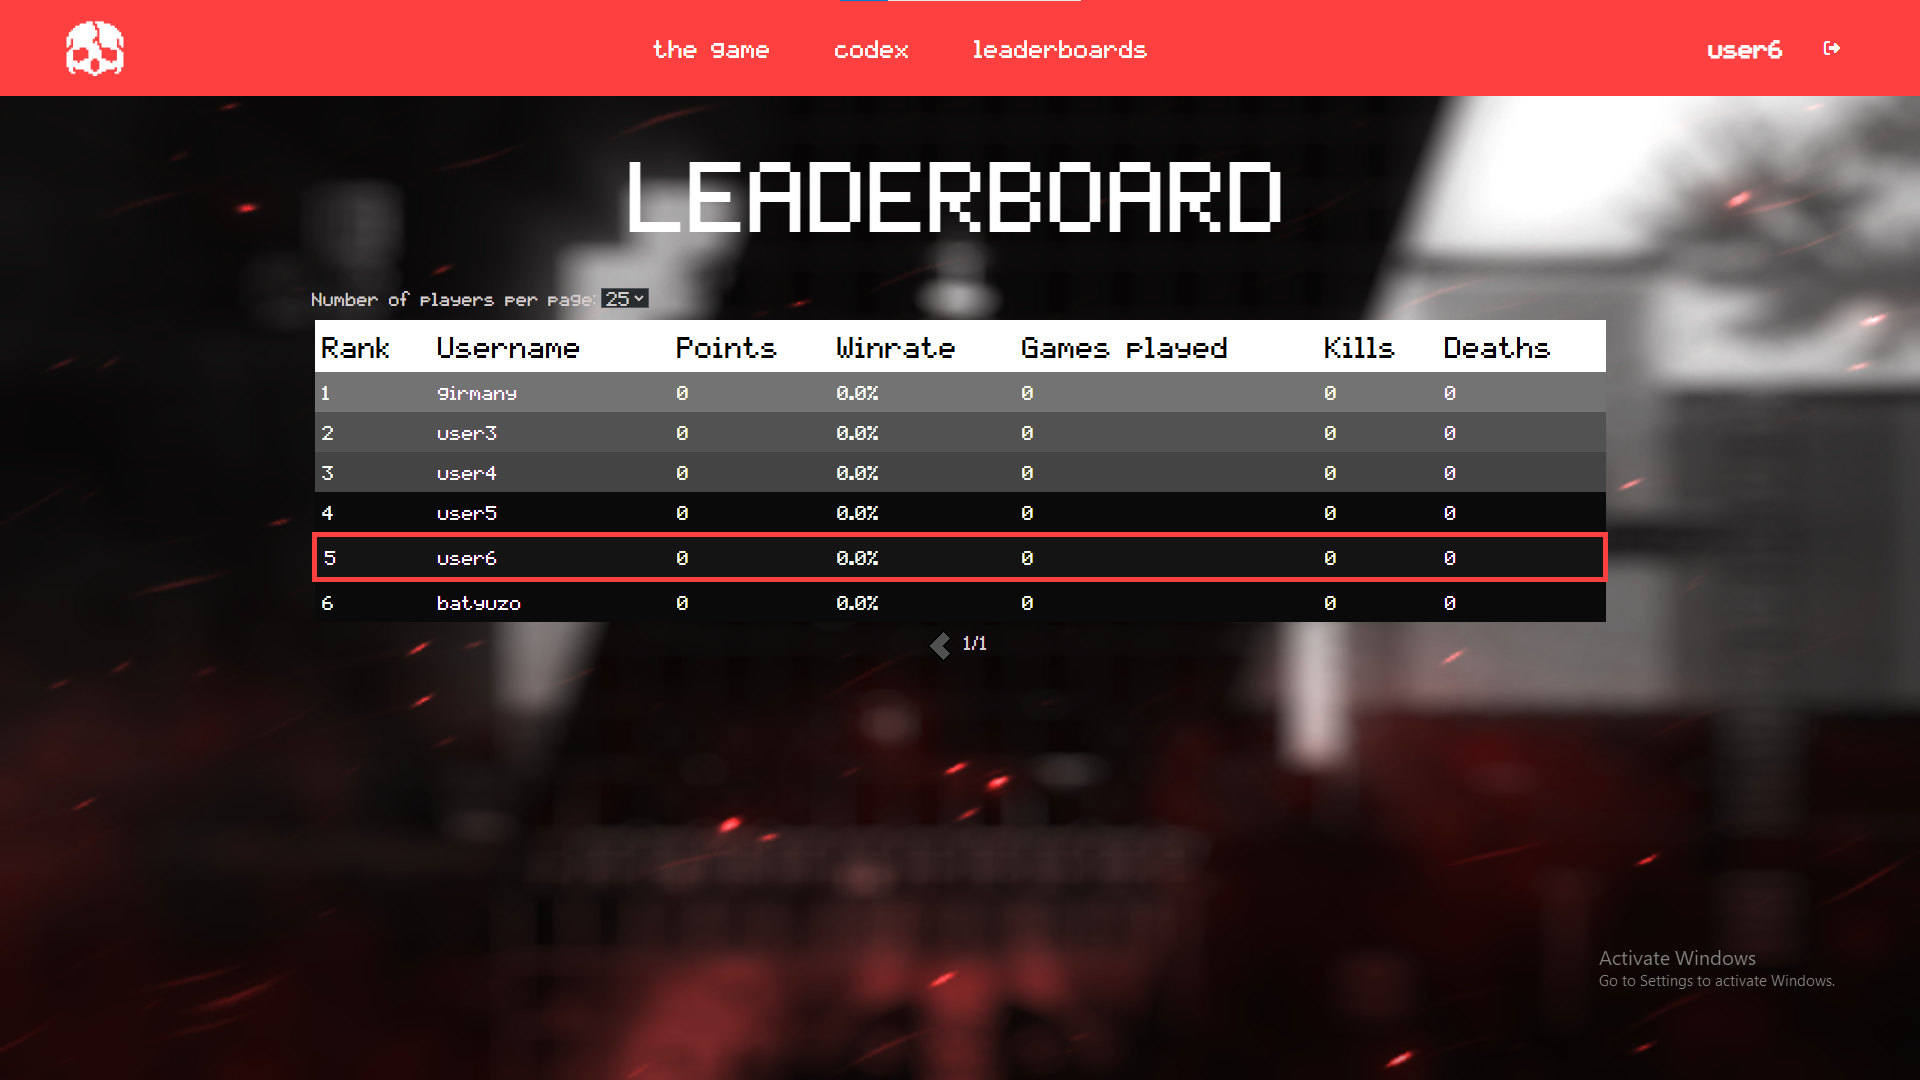 the game codex leaderboards user6
LEADERBOARD
Number of players per page: 25
Rank Username Points Winrate Games played Kills Deaths
1 girmany 0 0.0% 0 0 0
2 user3 0 0.0% 0 0 0
3 user4 0 0.0% 0 0 0
4 user5 0 0.0% 0 0 0
5 user6 0 0.0% 0 0 0
6 batyuzo 0 0.0% 0 0 0
1/1
Activate Windows
Go to Settings to activate Windows.